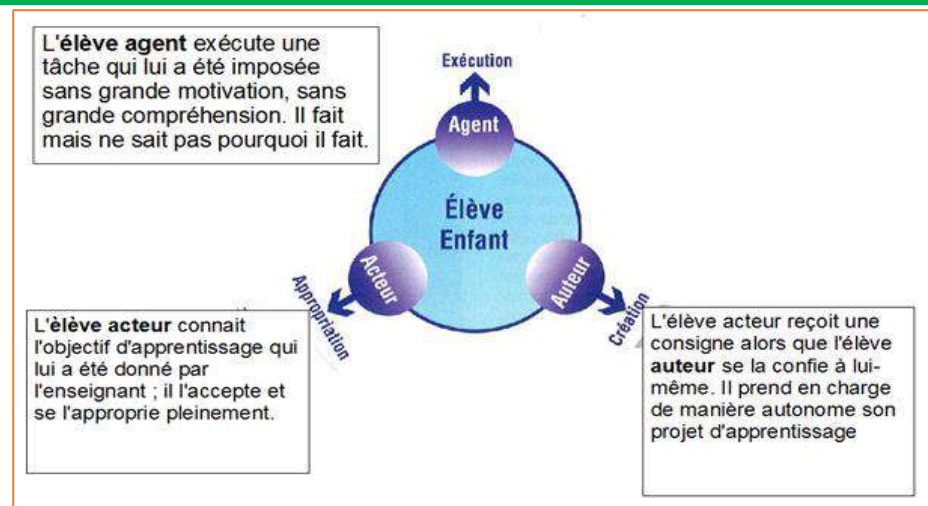 L'élève agent exécute une
tâche qui lui a été imposée
sans grande motivation, sans
grande compréhension. Il fait
mais ne sait pas pourquoi il fait.
Exécution
Agent
Élève
Enfant
Acteur
Auteur
Appropriation
Création
L'èlève acteur connait
l'objectif d'apprentissage qui
lui a été donné par
l'enseignant ; il l'accepte et
se l'approprie pleinement.
L'élève acteur reçoit une
consigne alors que l'élève
auteur se la confie à lui-
même. Il prend en charge
de manière autonome son
projet d'apprentissage